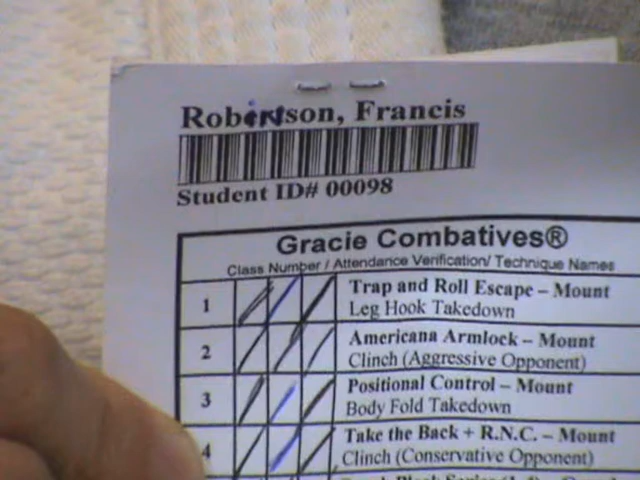 Robertson, Francis
Student ID# 00098
Gracie Combatives®
Class Number / Attendance Verification/ Technique Names
1 Trap and Roll Escape – Mount
Leg Hook Takedown
2 Americana Armlock – Mount
Clinch (Aggressive Opponent)
3 Positional Control – Mount
Body Fold Takedown
4 Take the Back + R.N.C. – Mount
Clinch (Conservative Opponent)